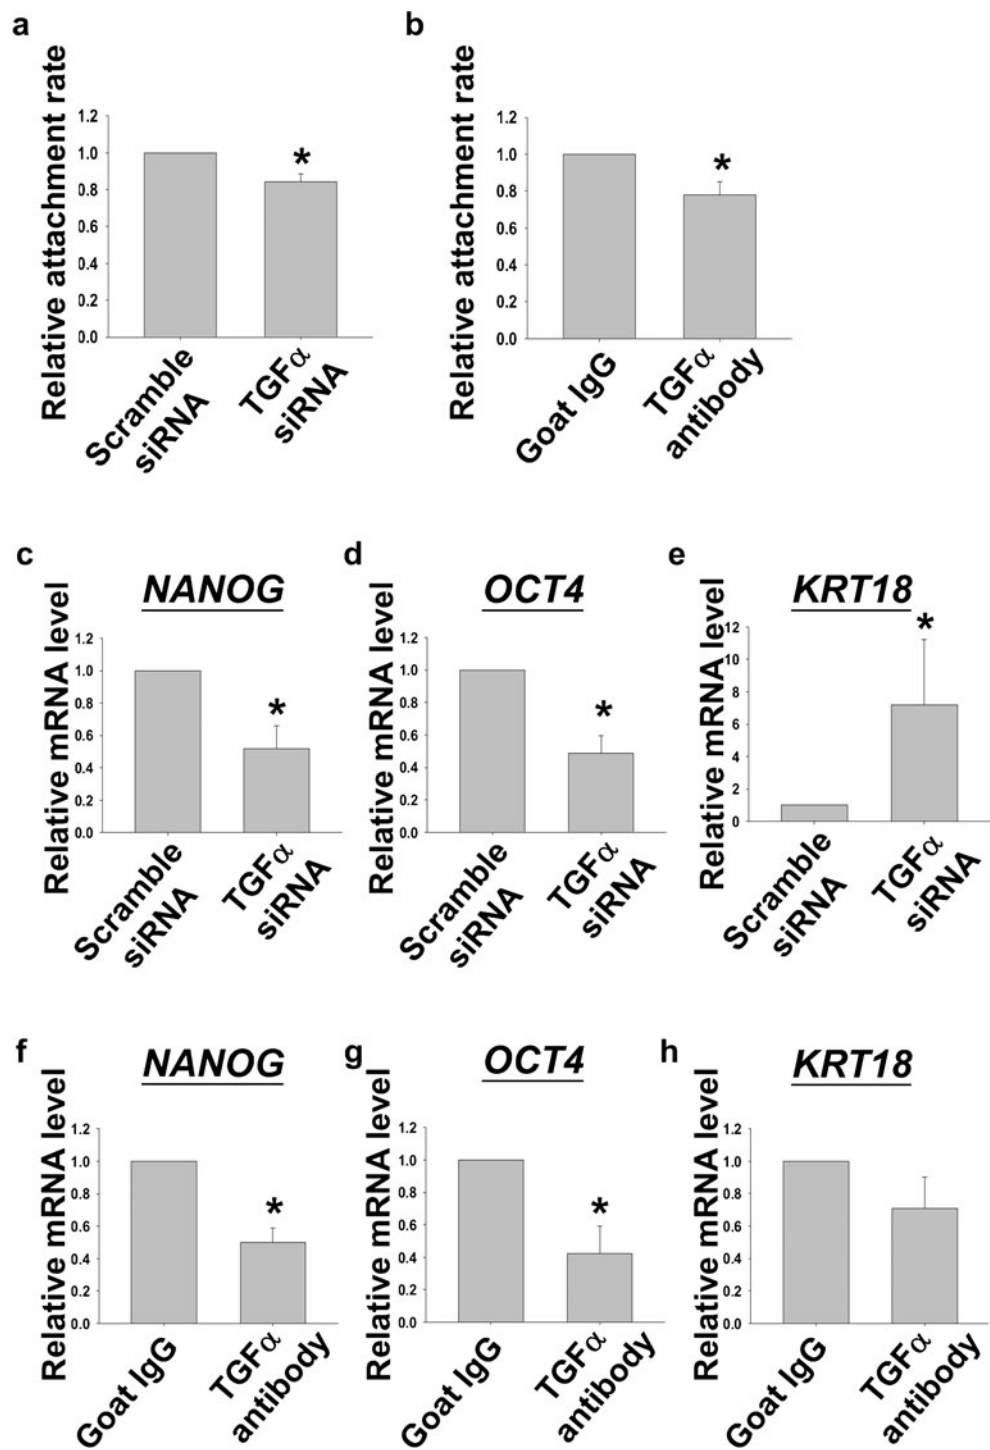 a
Relative attachment rate
1.2
1.0
0.8
0.6
0.4
0.2
0.0
*
Scramble
siRNA
TGFα
siRNA
b
Relative attachment rate
1.2
1.0
0.8
0.6
0.4
0.2
0.0
*
Goat IgG
TGFα
antibody
c
NANOG
Relative mRNA level
1.2
1.0
0.8
0.6
0.4
0.2
0.0
*
Scramble
siRNA
TGFα
siRNA
d
OCT4
Relative mRNA level
1.2
1.0
0.8
0.6
0.4
0.2
0.0
*
Scramble
siRNA
TGFα
siRNA
e
KRT18
Relative mRNA level
12
10
8
6
4
2
0
*
Scramble
siRNA
TGFα
siRNA
f
NANOG
Relative mRNA level
1.2
1.0
0.8
0.6
0.4
0.2
0.0
*
Goat IgG
TGFα
antibody
g
OCT4
Relative mRNA level
1.2
1.0
0.8
0.6
0.4
0.2
0.0
*
Goat IgG
TGFα
antibody
h
KRT18
Relative mRNA level
1.2
1.0
0.8
0.6
0.4
0.2
0.0
Goat IgG
TGFα
antibody